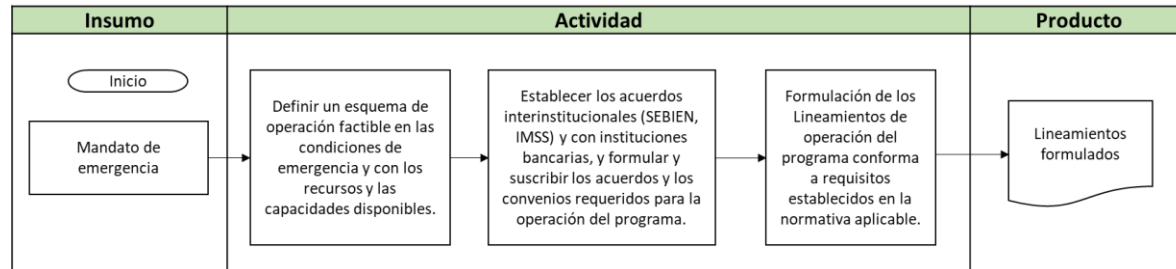 Insumo
Actividad
Producto
Inicio
Mandato de
emergencia
Definir un esquema de
operación factible en las
condiciones de
emergencia y con los
recursos y las
capacidades disponibles.
Establecer los acuerdos
interinstitucionales (SEBIEN,
IMSS) y con instituciones
bancarias, y formular y
suscribir los acuerdos y los
convenios requeridos para la
operación del programa.
Formulación de los
Lineamientos de
operación del
programa conforma
a requisitos
establecidos en la
normativa aplicable.
Lineamientos
formulados